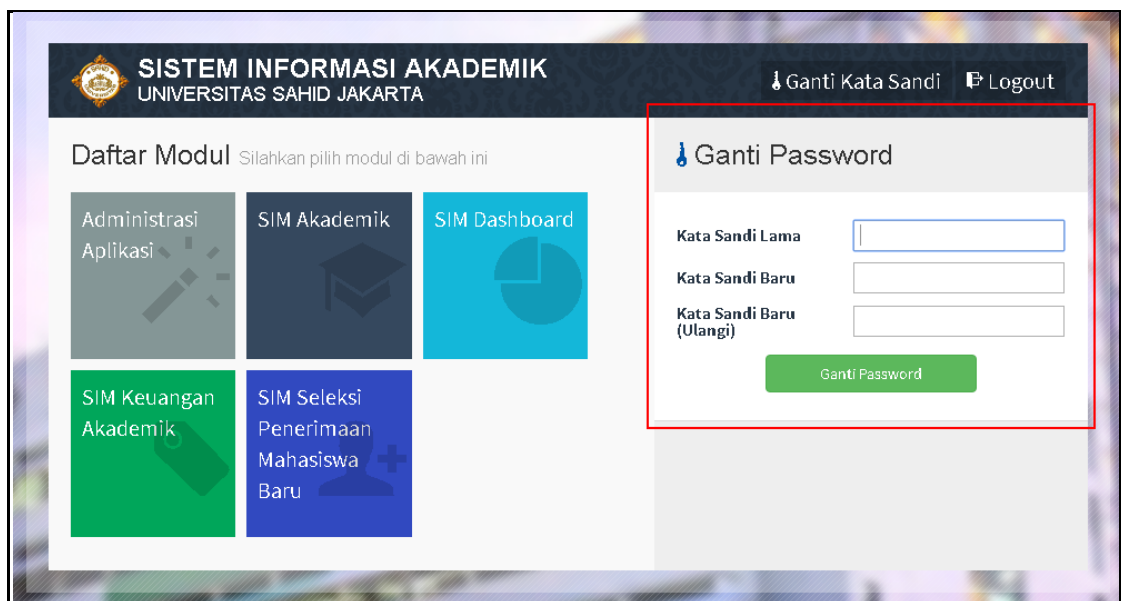 SISTEM INFORMASI AKADEMIK
UNIVERSITAS SAHID JAKARTA
Ganti Kata Sandi Logout
Daftar Modul Silahkan pilih modul di bawah ini
Administrasi
Aplikasi
SIM Akademik
SIM Dashboard
SIM Keuangan
Akademik
SIM Seleksi
Penerimaan
Mahasiswa
Baru
Ganti Password
Kata Sandi Lama
Kata Sandi Baru
Kata Sandi Baru
(Ulangi)
Ganti Password